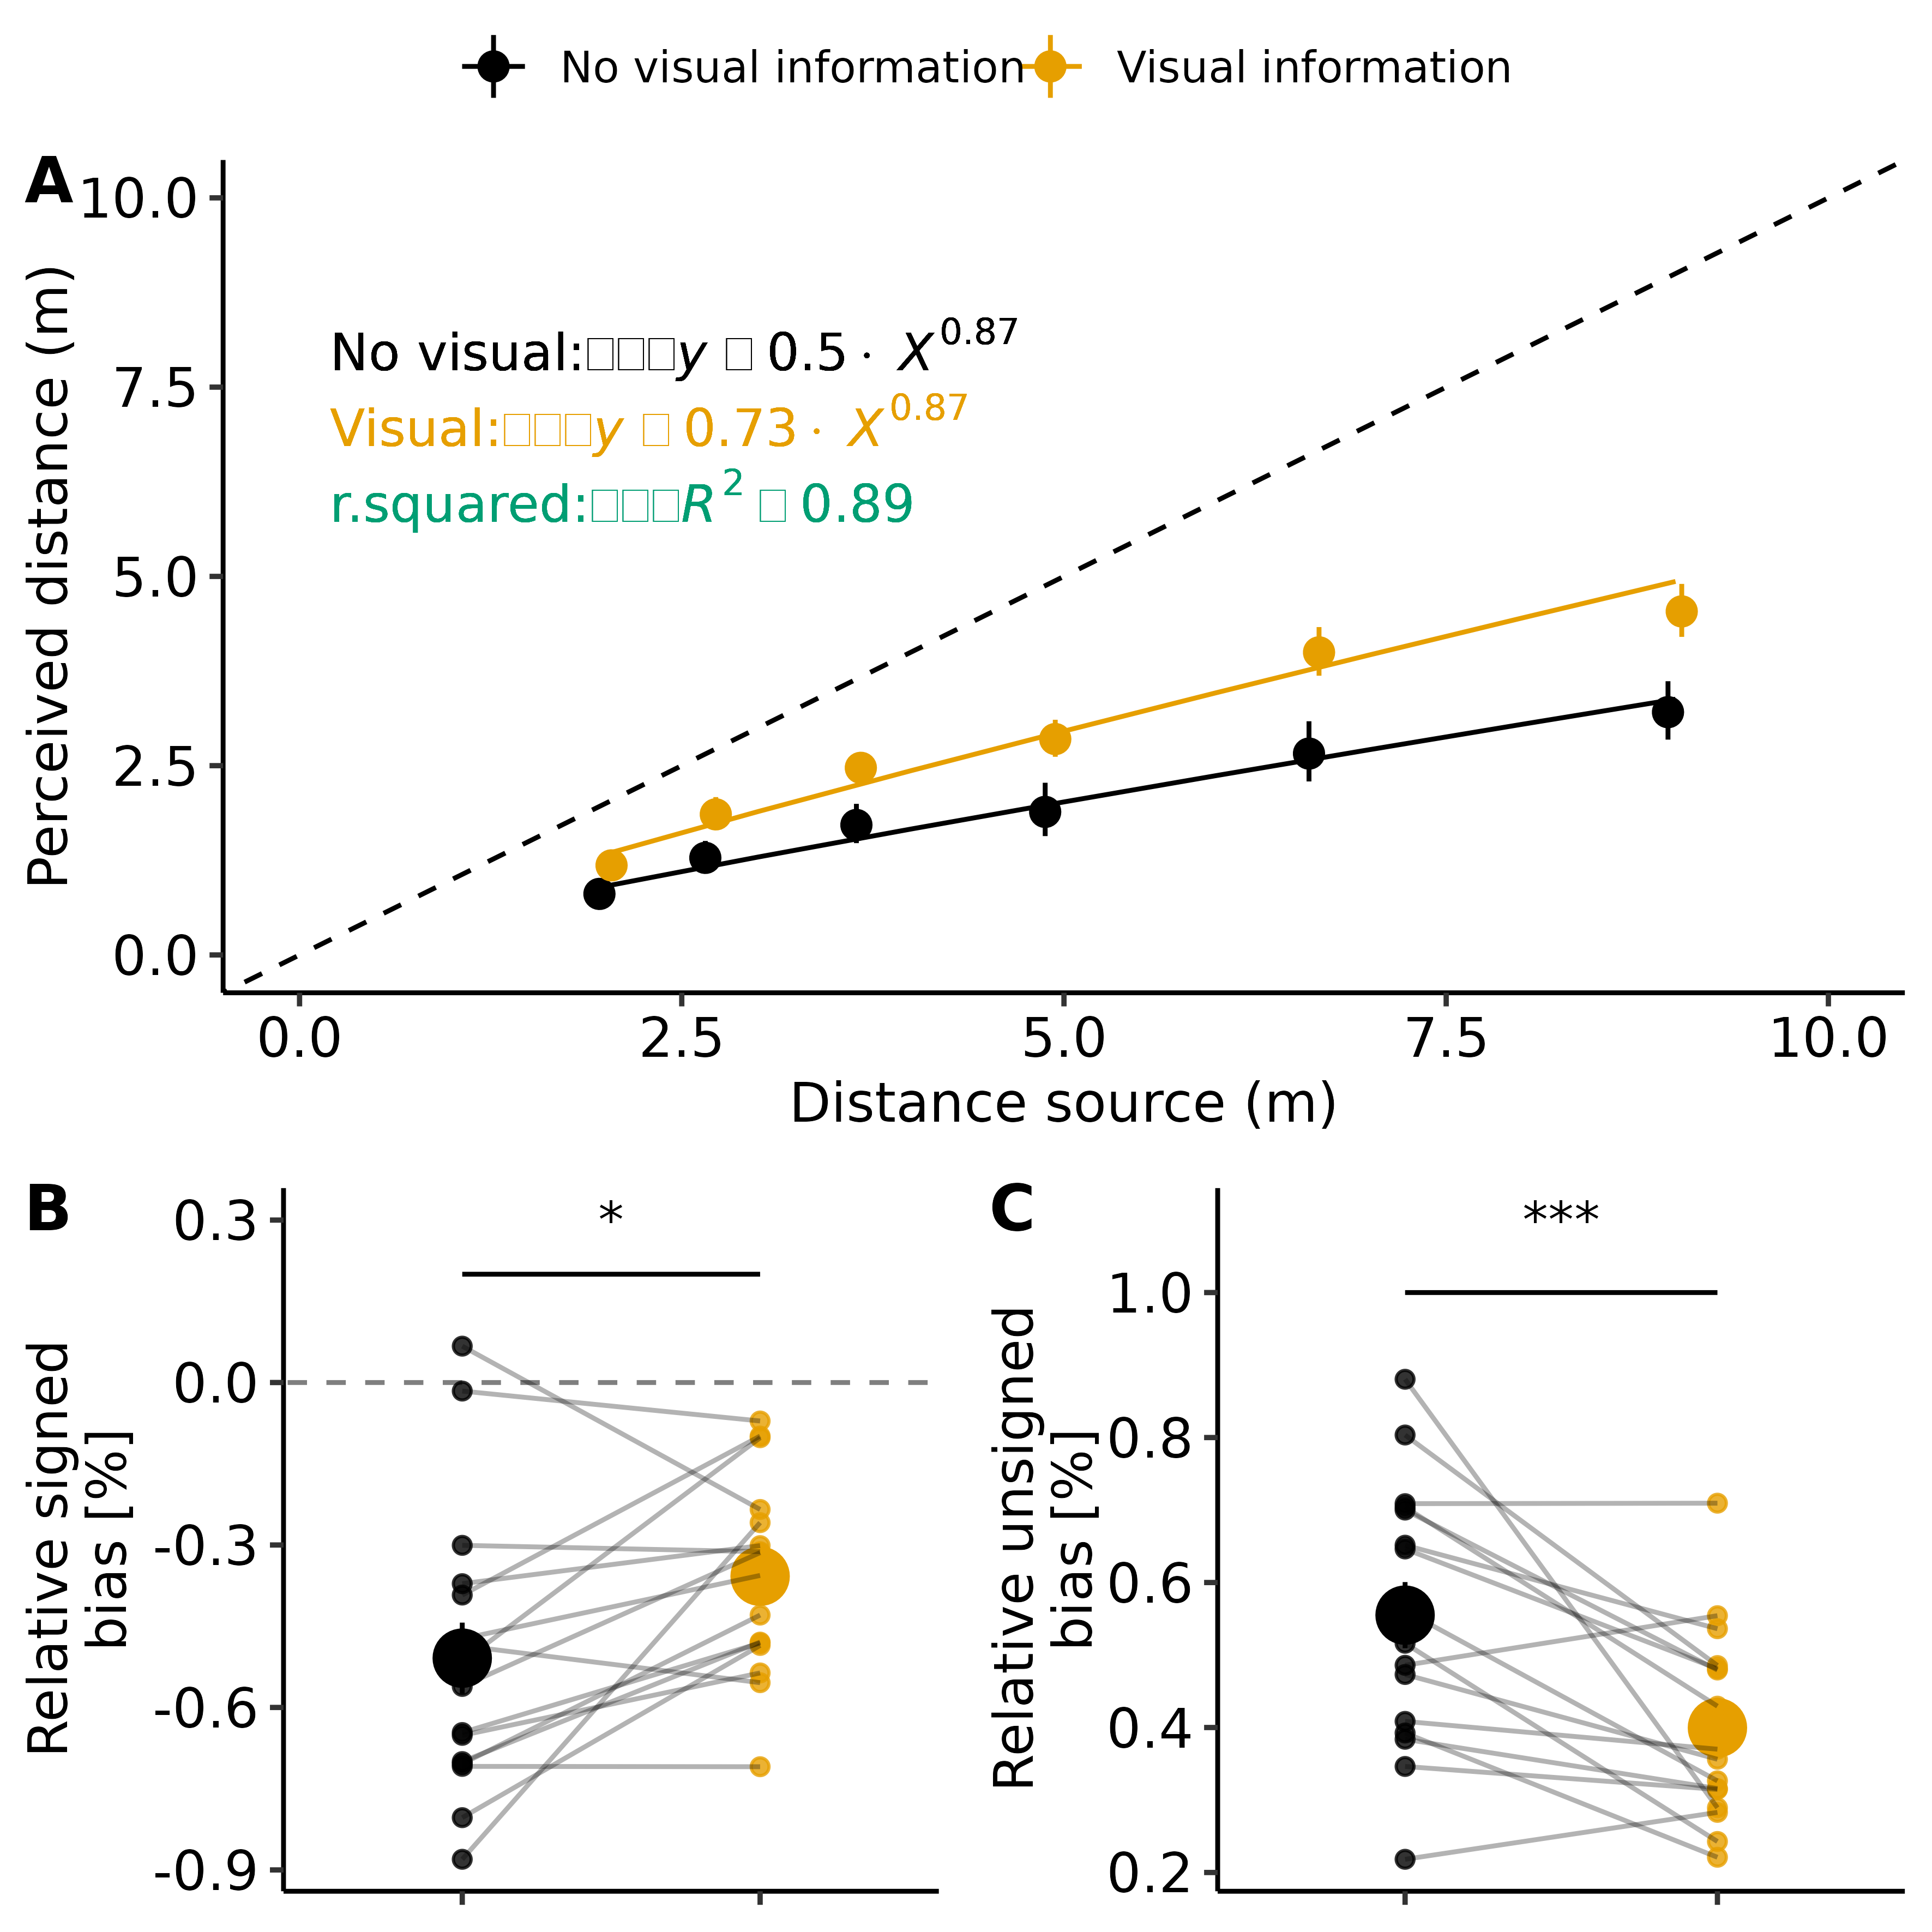 No visual information Visual information
A
10.0
7.5
5.0
2.5
0.0
Perceived distance (m)
No visual:□□□y □ 0.5 · X^0.87
Visual:□□□y □ 0.73 · X^0.87
r.squared:□□□R^2 □ 0.89
0.0 2.5 5.0 7.5 10.0
Distance source (m)
B
0.3
0.0
-0.3
-0.6
-0.9
Relative signed
bias [%]
*
C
1.0
0.8
0.6
0.4
0.2
Relative unsigned
bias [%]
***